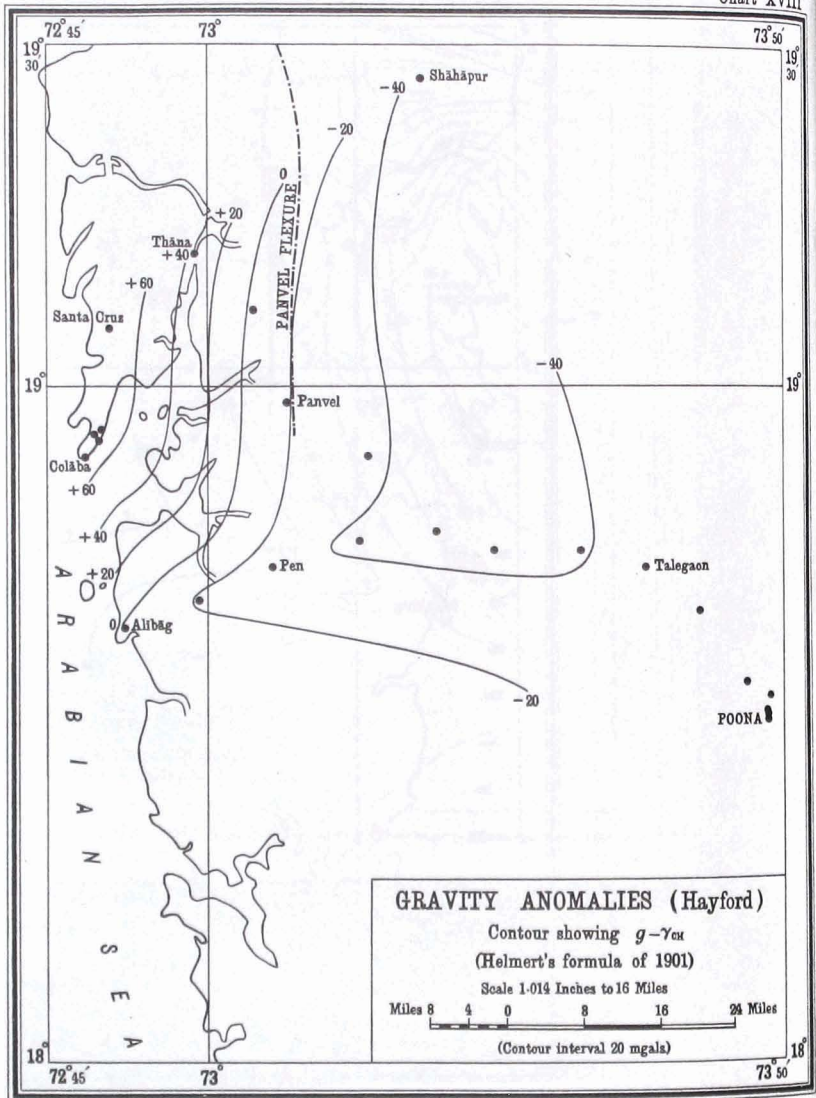 Chart XVIII
72° 45'
73°
73° 50'
19° 30
19° 30
Shāhāpur
-40
-20
0
PANVEL FLEXURE
+20
Thāna
+40
+60
Santa Cruz
19°
-40
19°
Panvel
Colāba
+60
+40
+20
Pen
Talegaon
0
Alibāg
-20
POONA
ARABIAN SEA
GRAVITY ANOMALIES (Hayford)
Contour showing g-γCH
(Helmert's formula of 1901)
Scale 1·014 Inches to 16 Miles
Miles 8 4 0 8 16 24 Miles
(Contour interval 20 mgals)
18°
18°
72° 45'
73°
73° 50'